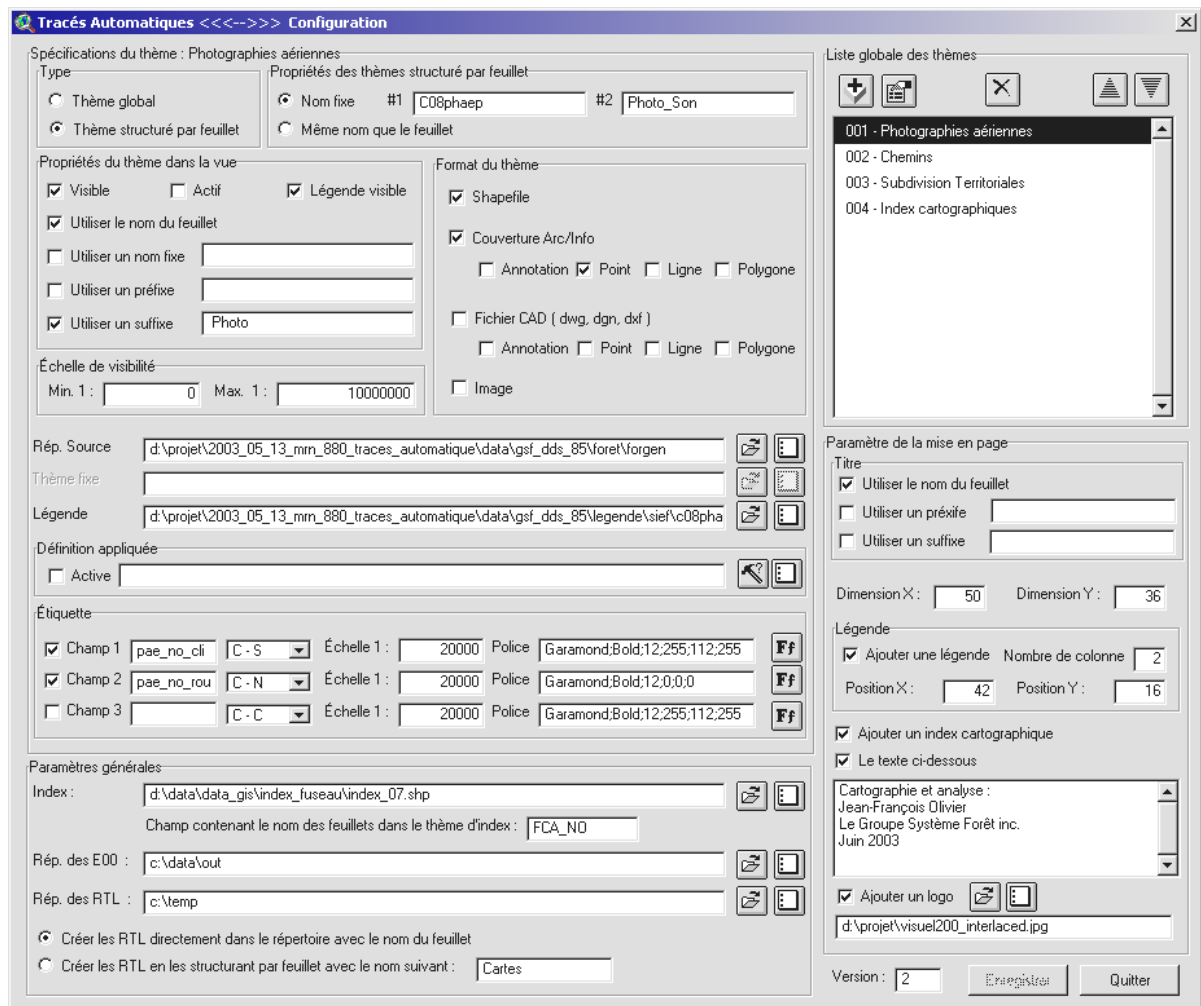 Tracés Automatiques <<<-->>> Configuration
Spécifications du thème : Photographies aériennes
Type
Thème global
Thème structuré par feuillet
Propriétés des thèmes structuré par feuillet
Nom fixe #1 C08phaep #2 Photo_Son
Même nom que le feuillet
Propriétés du thème dans la vue
Visible Actif Légende visible
Utiliser le nom du feuillet
Utiliser un nom fixe
Utiliser un préfixe
Utiliser un suffixe Photo
Échelle de visibilité
Min. 1 : 0 Max. 1 : 10000000
Format du thème
Shapefile
Couverture Arc/Info
Annotation Point Ligne Polygone
Fichier CAD ( dwg, dgn, dxf )
Annotation Point Ligne Polygone
Image
Rép. Source d:\projet\2003_05_13_mrn_880_traces_automatique\data\gsf_dds_85\foret\forgen
Thème fixe
Légende d:\projet\2003_05_13_mrn_880_traces_automatique\data\gsf_dds_85\legende\sief\c08pha
Définition appliquée
Active
Étiquette
Champ 1 pae_no_cli C - S Échelle 1 : 20000 Police Garamond;Bold;12;255;112;255 Ff
Champ 2 pae_no_rou C - N Échelle 1 : 20000 Police Garamond;Bold;12;0;0;0 Ff
Champ 3 C - C Échelle 1 : 20000 Police Garamond;Bold;12;255;112;255 Ff
Paramètres générales
Index : d:\data\data_gis\index_fuseau\index_07.shp
Champ contenant le nom des feuillets dans le thème d'index : FCA_NO
Rép. des E00 : c:\data\out
Rép. des RTL : c:\temp
Créer les RTL directement dans le répertoire avec le nom du feuillet
Créer les RTL en les structurant par feuillet avec le nom suivant : Cartes
Liste globale des thèmes
001 - Photographies aériennes
002 - Chemins
003 - Subdivision Territoriales
004 - Index cartographiques
Paramètre de la mise en page
Titre
Utiliser le nom du feuillet
Utiliser un préxife
Utiliser un suffixe
Dimension X : 50 Dimension Y : 36
Légende
Ajouter une légende Nombre de colonne 2
Position X : 42 Position Y : 16
Ajouter un index cartographique
Le texte ci-dessous
Cartographie et analyse :
Jean-François Olivier
Le Groupe Système Forêt inc.
Juin 2003
Ajouter un logo
d:\projet\visuel200_interlaced.jpg
Version : 2 Enregistrer Quitter